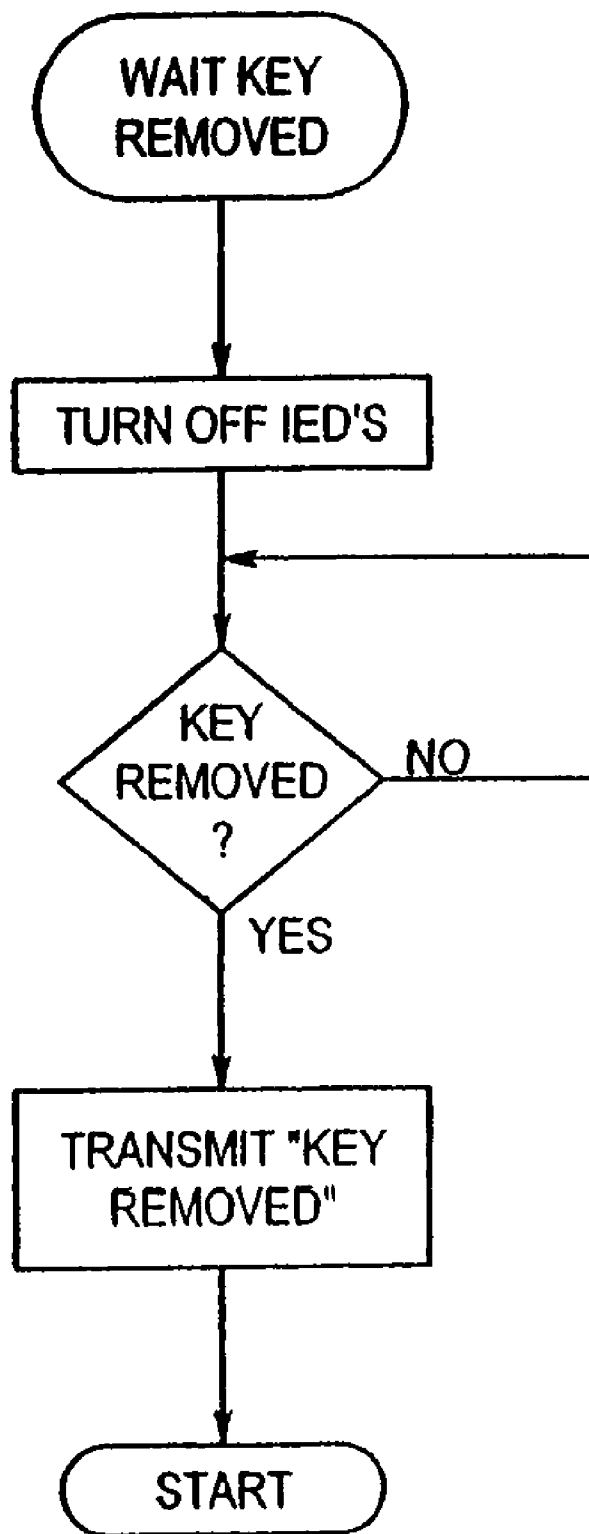 WAIT KEY
REMOVED
TURN OFF IED'S
KEY
REMOVED
?
NO
YES
TRANSMIT "KEY
REMOVED"
START